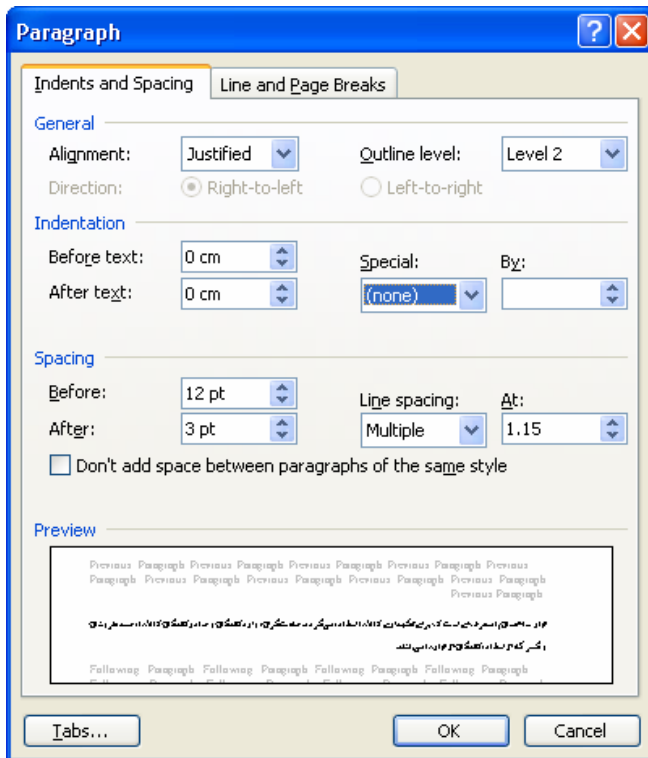 Paragraph
Indents and Spacing Line and Page Breaks
General
Alignment: Justified Outline level: Level 2
Direction: Right-to-left Left-to-right
Indentation
Before text: 0 cm Special: By:
After text: 0 cm (none)
Spacing
Before: 12 pt Line spacing: At:
After: 3 pt Multiple 1.15
Don't add space between paragraphs of the same style
Preview
Previous Paragraph Previous Paragraph Previous Paragraph Previous Paragraph Previous
Paragraph Previous Paragraph Previous Paragraph Previous Paragraph Previous Paragraph
Previous Paragraph
Following Paragraph Following Paragraph Following Paragraph Following Paragraph
Tabs... OK Cancel